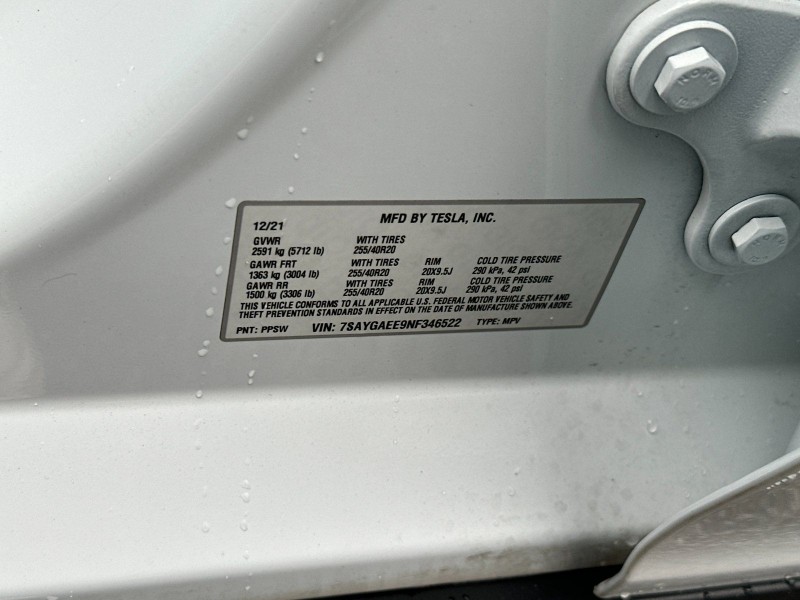 MFD BY TESLA, INC.
12/21
GVWR WITH TIRES
2591 kg (5712 lb) 255/40R20
GAWR FRT WITH TIRES RIM COLD TIRE PRESSURE
1363 kg (3004 lb) 255/40R20 20X9.5J 290 kPa, 42 psi
GAWR RR WITH TIRES RIM COLD TIRE PRESSURE
1500 kg (3306 lb) 255/40R20 20X9.5J 290 kPa, 42 psi
THIS VEHICLE CONFORMS TO ALL APPLICABLE U.S. FEDERAL MOTOR VEHICLE SAFETY AND
THEFT PREVENTION STANDARDS IN EFFECT ON THE DATE OF MANUFACTURE SHOWN ABOVE.
PNT: PPSW VIN: 7SAYGAEE9NF346522 TYPE: MPV